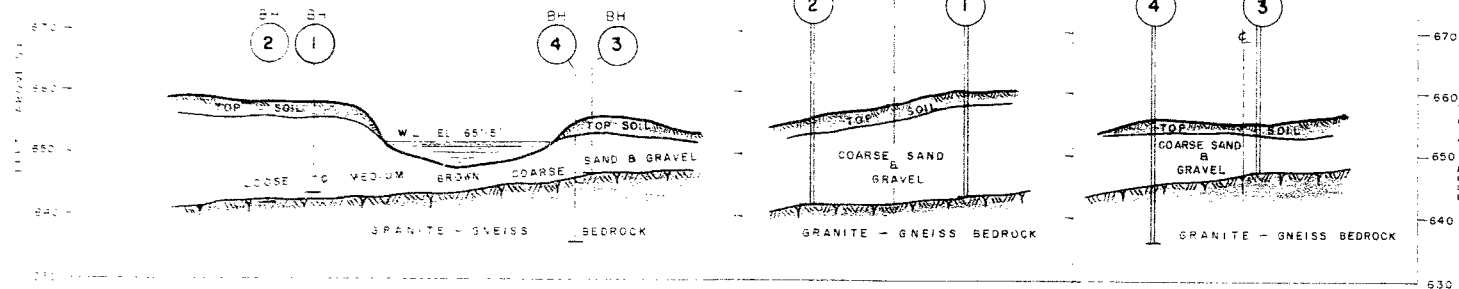 BH BH BH BH
2 1 4 3
670
TOP SOIL
W EL 651.5'
TOP SOIL
650
SAND & GRAVEL
LOOSE TO MEDIUM BROWN COARSE
640
GRANITE - GNEISS BEDROCK
2 1
TOP SOIL
COARSE SAND
&
GRAVEL
GRANITE - GNEISS BEDROCK
4 3
℄
670
660
TOP SOIL
COARSE SAND
&
GRAVEL
650
640
GRANITE - GNEISS BEDROCK
630